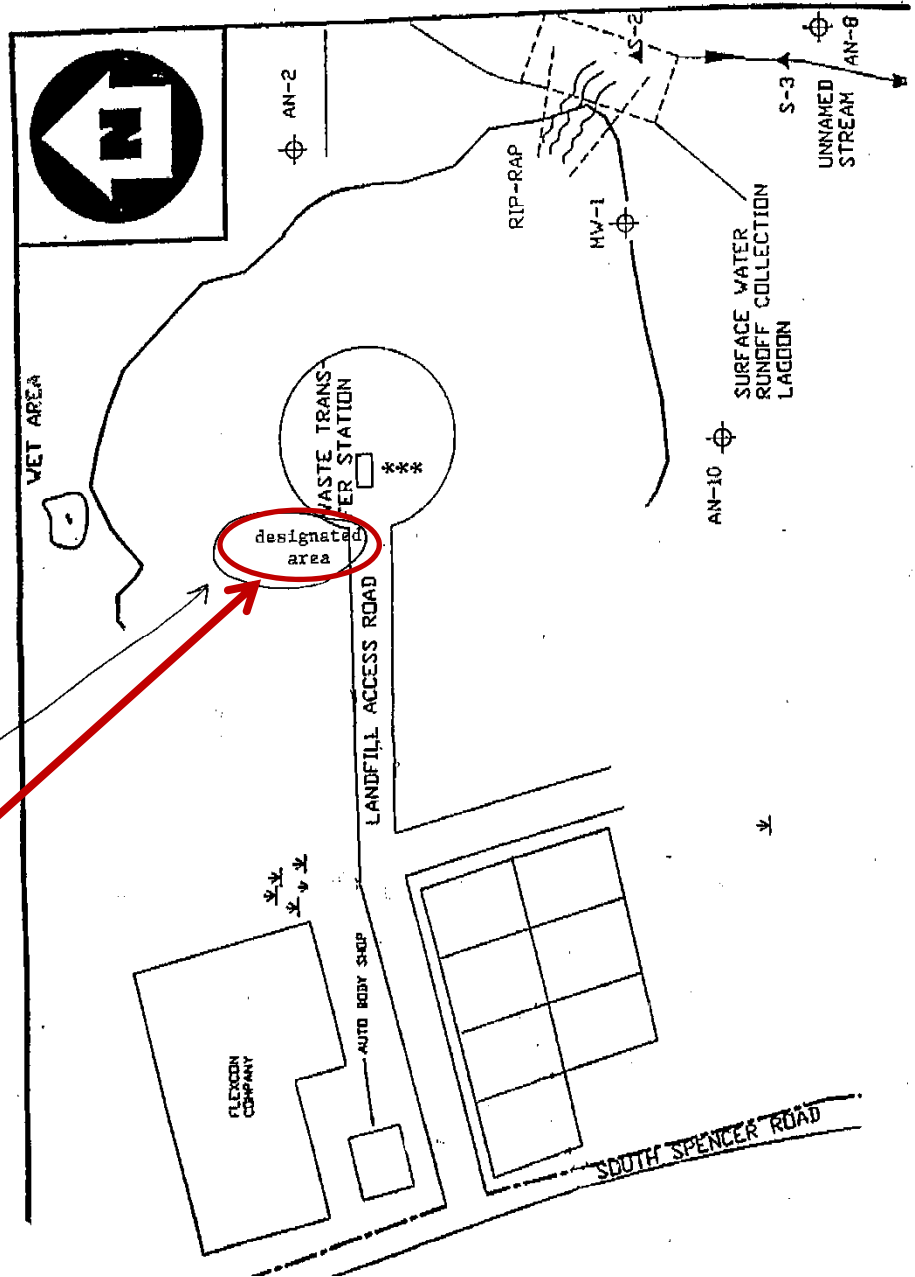 N
AN-2
WET AREA
RIP-RAP
MW-1
S-2
S-3
AN-8
UNNAMED
STREAM
SURFACE WATER
RUNOFF COLLECTION
LAGOON
AN-10
WASTE TRANS-
FER STATION
***
designated
area
LANDFILL ACCESS ROAD
AUTO BODY SHOP
FLEXCON
COMPANY
SOUTH SPENCER ROAD